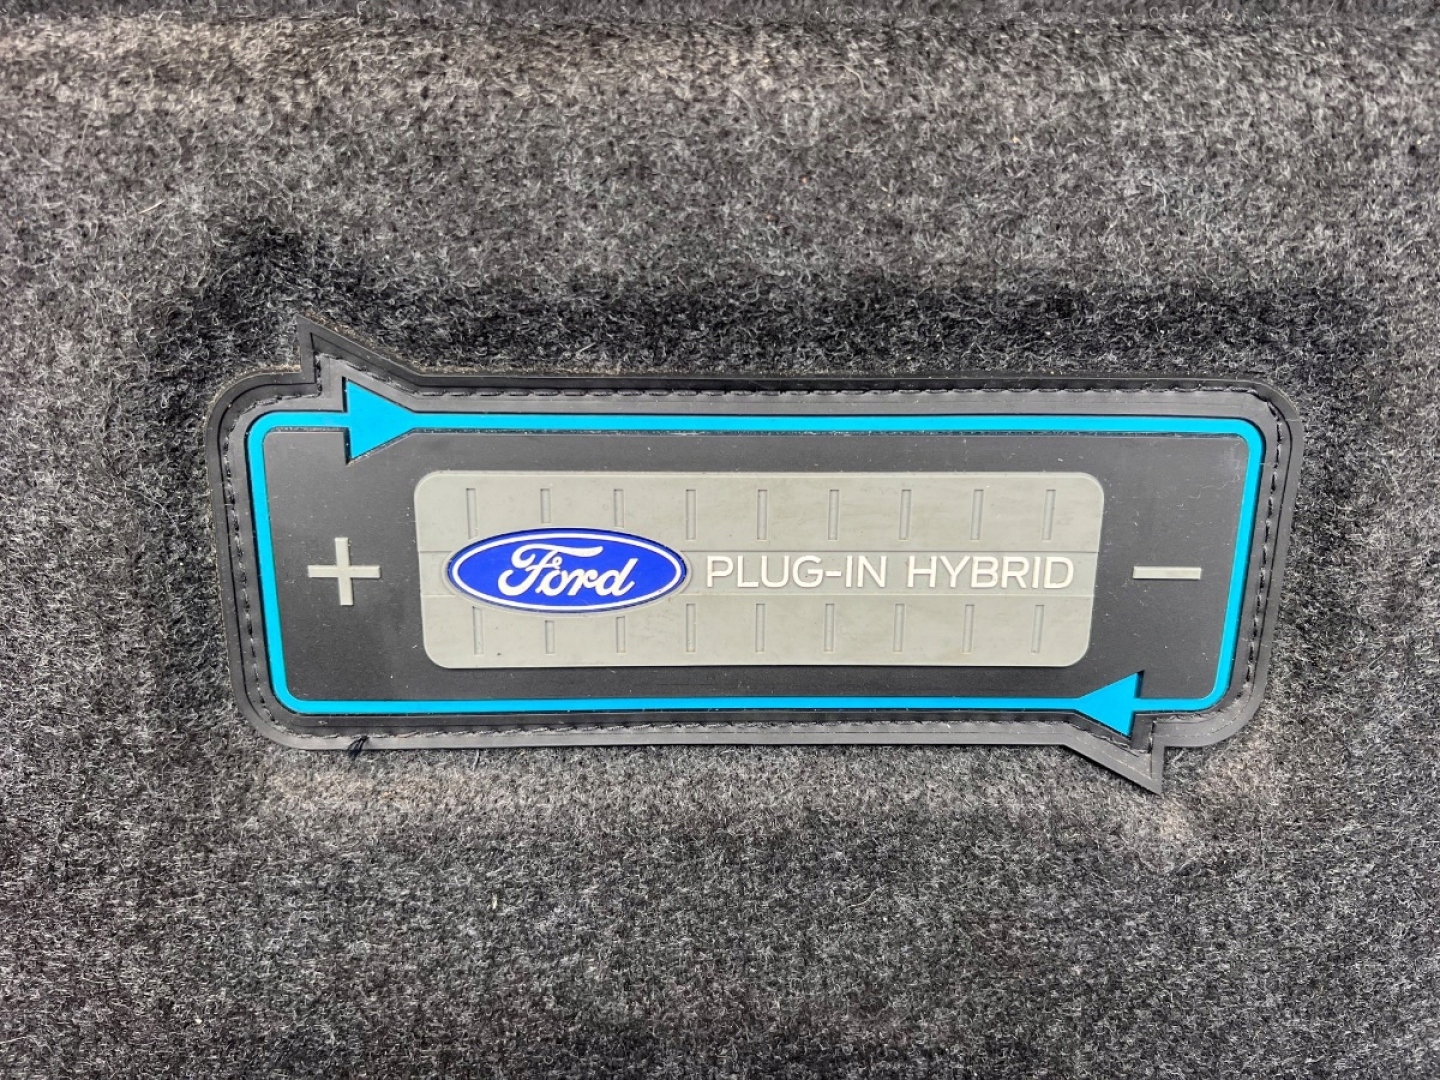 + Ford PLUG-IN HYBRID −